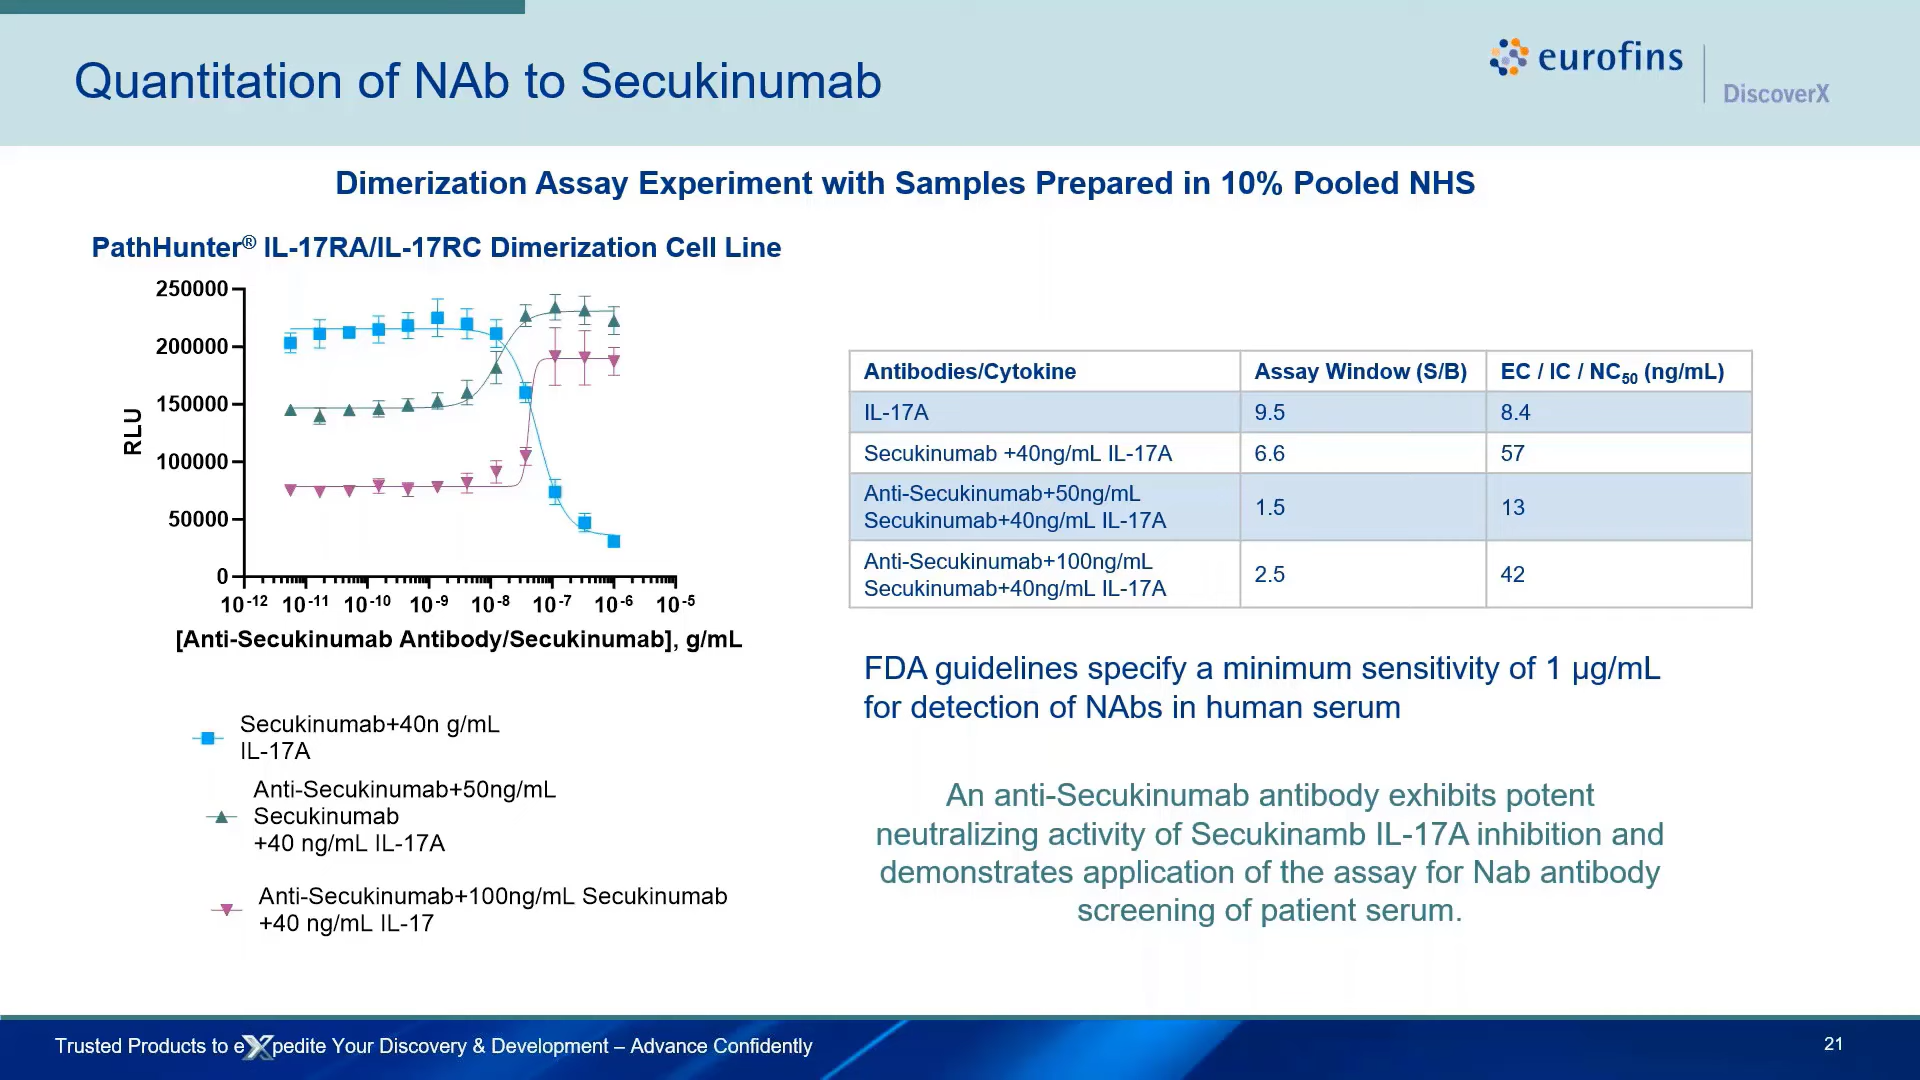 Quantitation of NAb to Secukinumab
eurofins
DiscoverX
Dimerization Assay Experiment with Samples Prepared in 10% Pooled NHS
PathHunter® IL-17RA/IL-17RC Dimerization Cell Line
250000
200000
150000
100000
50000
0
RLU
10-12 10-11 10-10 10-9 10-8 10-7 10-6 10-5
[Anti-Secukinumab Antibody/Secukinumab], g/mL
Secukinumab+40n g/mL
IL-17A
Anti-Secukinumab+50ng/mL
Secukinumab
+40 ng/mL IL-17A
Anti-Secukinumab+100ng/mL Secukinumab
+40 ng/mL IL-17
Antibodies/Cytokine Assay Window (S/B) EC / IC / NC50 (ng/mL)
IL-17A 9.5 8.4
Secukinumab +40ng/mL IL-17A 6.6 57
Anti-Secukinumab+50ng/mL
Secukinumab+40ng/mL IL-17A 1.5 13
Anti-Secukinumab+100ng/mL
Secukinumab+40ng/mL IL-17A 2.5 42
FDA guidelines specify a minimum sensitivity of 1 µg/mL
for detection of NAbs in human serum
An anti-Secukinumab antibody exhibits potent
neutralizing activity of Secukinamb IL-17A inhibition and
demonstrates application of the assay for Nab antibody
screening of patient serum.
Trusted Products to eXpedite Your Discovery & Development – Advance Confidently
21